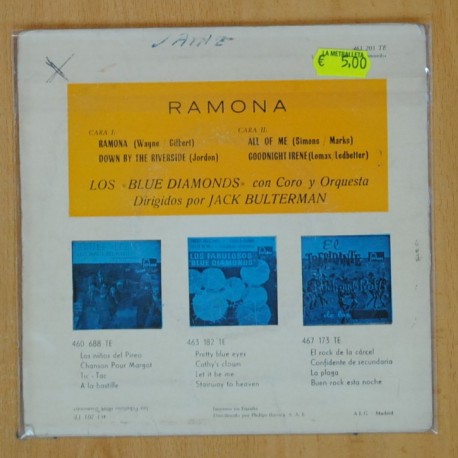 JAIME
463 201 TE
LA METRALLETA
€ 5,00
RAMONA
CARA I.
RAMONA (Wayne / Gilbert)
DOWN BY THE RIVERSIDE (Jordan)
CARA II.
ALL OF ME (Simons / Marks)
GOODNIGHT IRENE (Lomax, Ledbetter)
LOS «BLUE DIAMONDS» con Coro y Orquesta
Dirigidos por JACK BULTERMAN
LOS FABULOSOS
BLUE DIAMONDS
El
TORPEDANTE
460 688 TE
Los niños del Pireo
Chanson Pour Margot
Tic - Tac
A la bastille
463 182 TE
Pretty blue eyes
Cathy's clown
Let it be me
Stairway to heaven
467 173 TE
El rock de la cárcel
Confidente de secundaria
La plaga
Buen rock esta noche
Impreso en España
Madrid